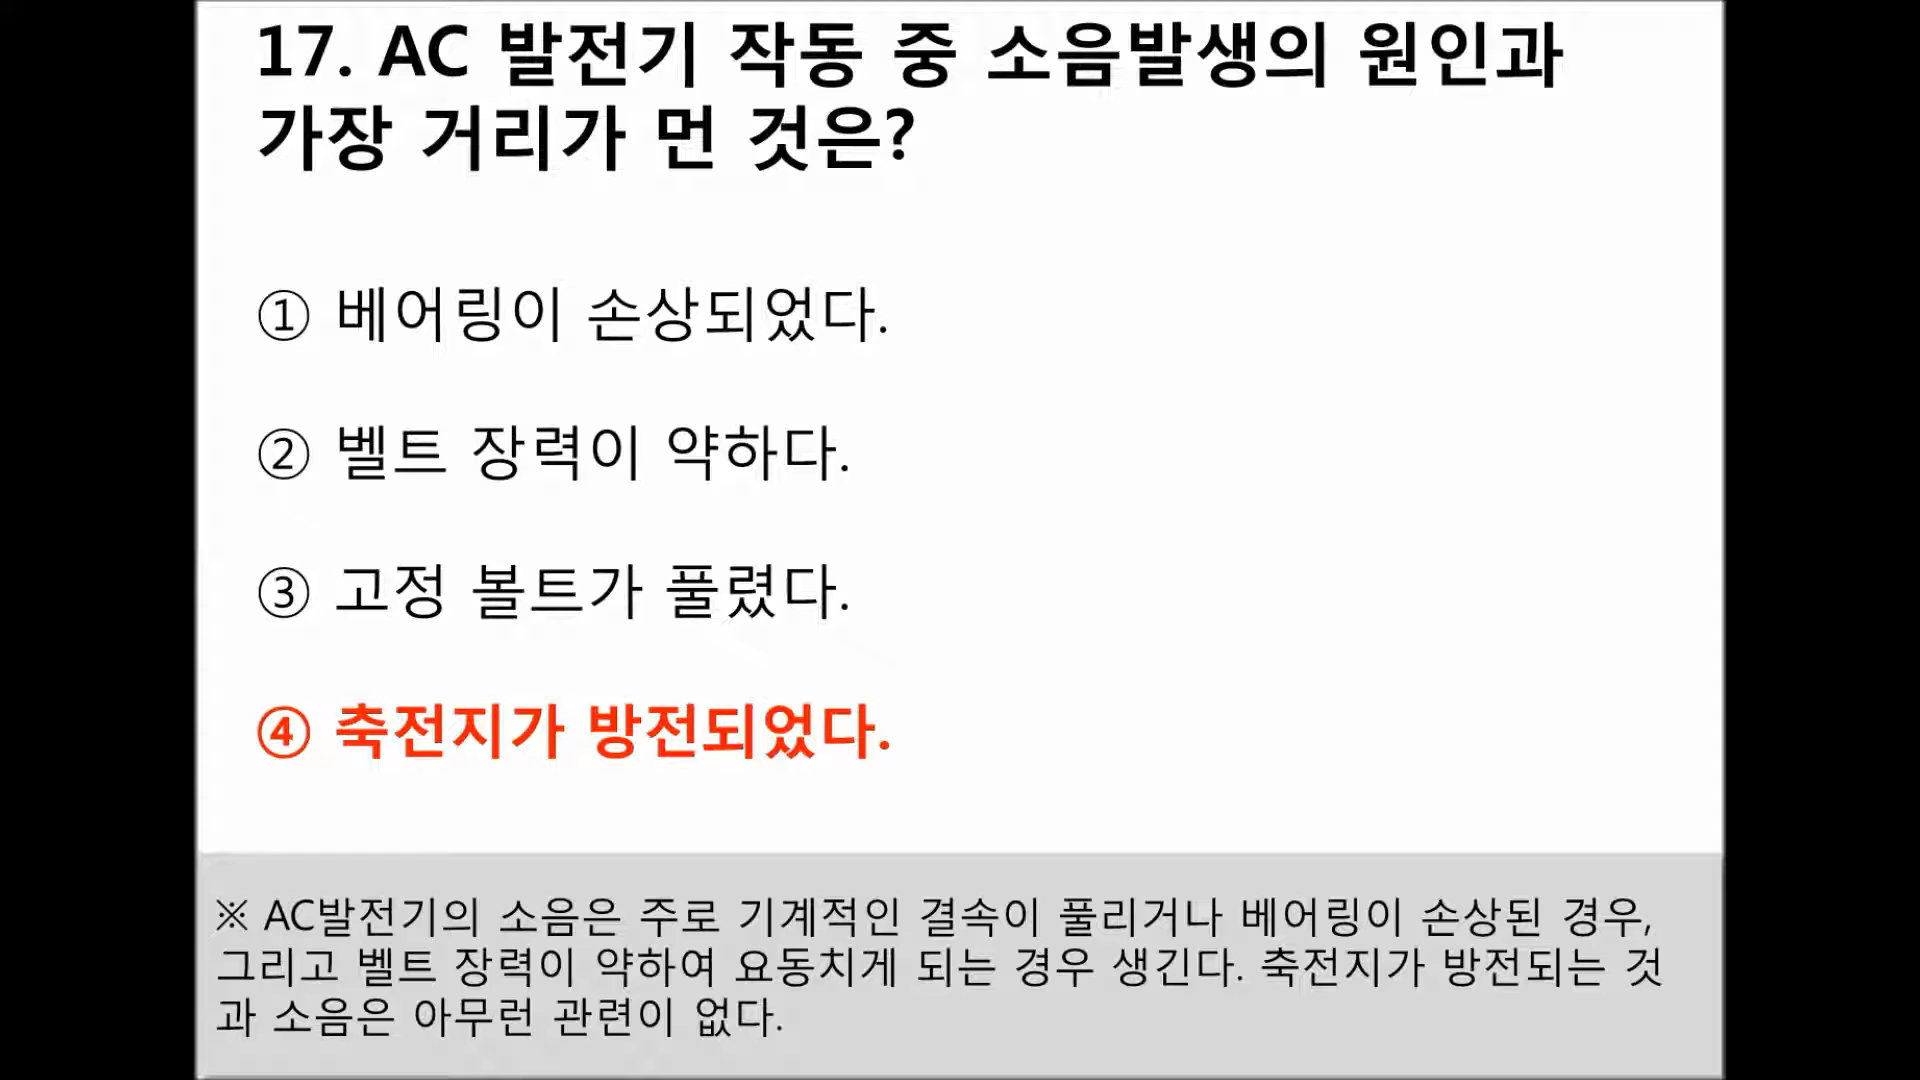 17. AC 발전기 작동 중 소음발생의 원인과
가장 거리가 먼 것은?
① 베어링이 손상되었다.
② 벨트 장력이 약하다.
③ 고정 볼트가 풀렸다.
④ 축전지가 방전되었다.
※ AC발전기의 소음은 주로 기계적인 결속이 풀리거나 베어링이 손상된 경우,
그리고 벨트 장력이 약하여 요동치게 되는 경우 생긴다. 축전지가 방전되는 것
과 소음은 아무런 관련이 없다.